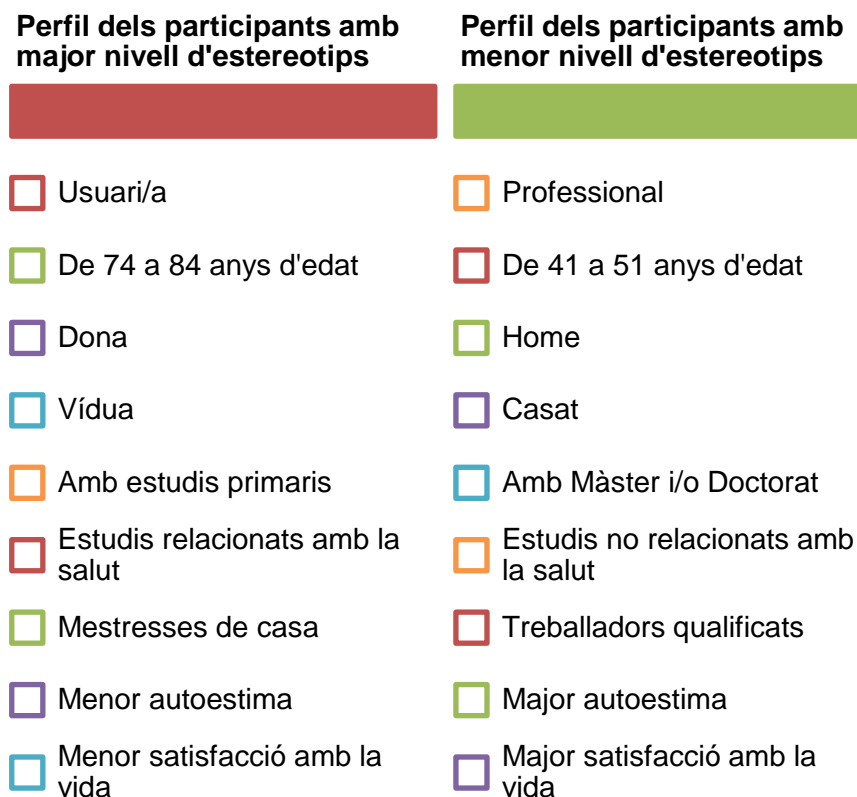 Perfil dels participants amb
major nivell d'estereotips
Usuari/a
De 74 a 84 anys d'edat
Dona
Vídua
Amb estudis primaris
Estudis relacionats amb la
salut
Mestresses de casa
Menor autoestima
Menor satisfacció amb la
vida
Perfil dels participants amb
menor nivell d'estereotips
Professional
De 41 a 51 anys d'edat
Home
Casat
Amb Màster i/o Doctorat
Estudis no relacionats amb
la salut
Treballadors qualificats
Major autoestima
Major satisfacció amb la
vida